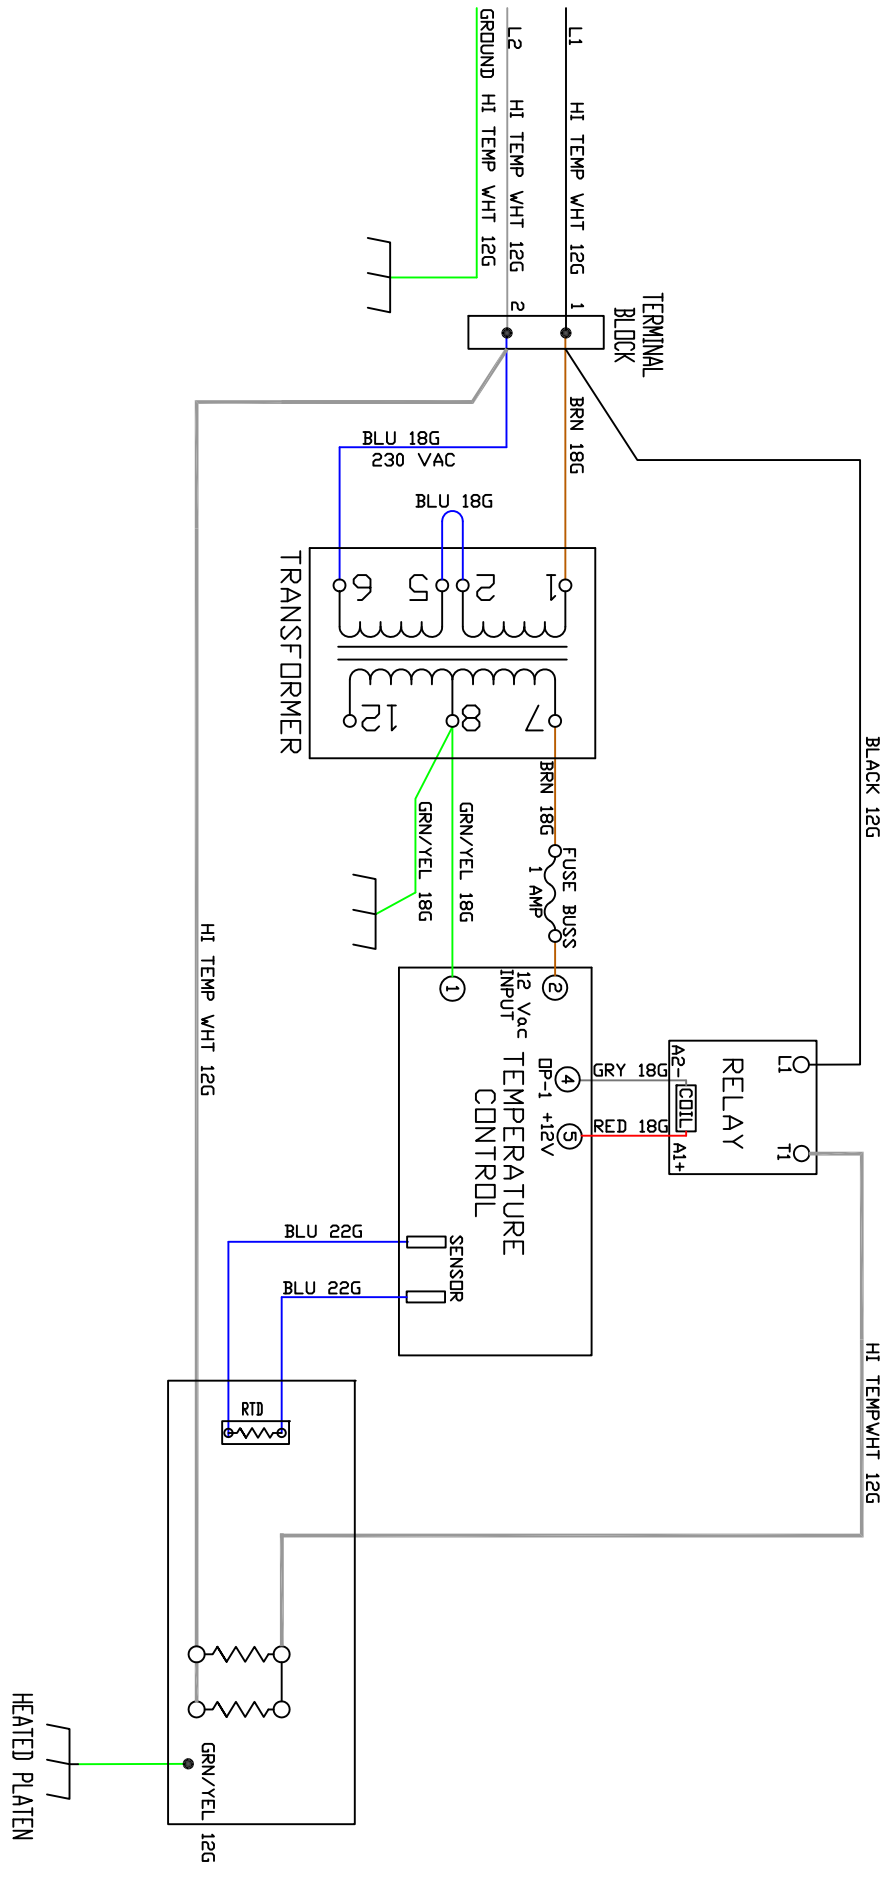 L1
HI TEMP WHT 12G
1
L2
HI TEMP WHT 12G
2
GROUND
HI TEMP WHT 12G
TERMINAL
BLOCK
BRN 18G
BLU 18G
230 VAC
BLU 18G
TRANSFORMER
6
5
2
1
12
8
7
BLACK 12G
BRN 18G
FUSE BUSS
1 AMP
GRN/YEL 18G
GRN/YEL 18G
HI TEMP WHT 12G
1
2
12 Vac
INPUT
TEMPERATURE
CONTROL
4
OP-1
5
+12V
GRY 18G
RED 18G
RELAY
L1
T1
A2-
COIL
A1+
SENSOR
BLU 22G
BLU 22G
HI TEMPWHT 12G
RTD
GRN/YEL 12G
HEATED PLATEN